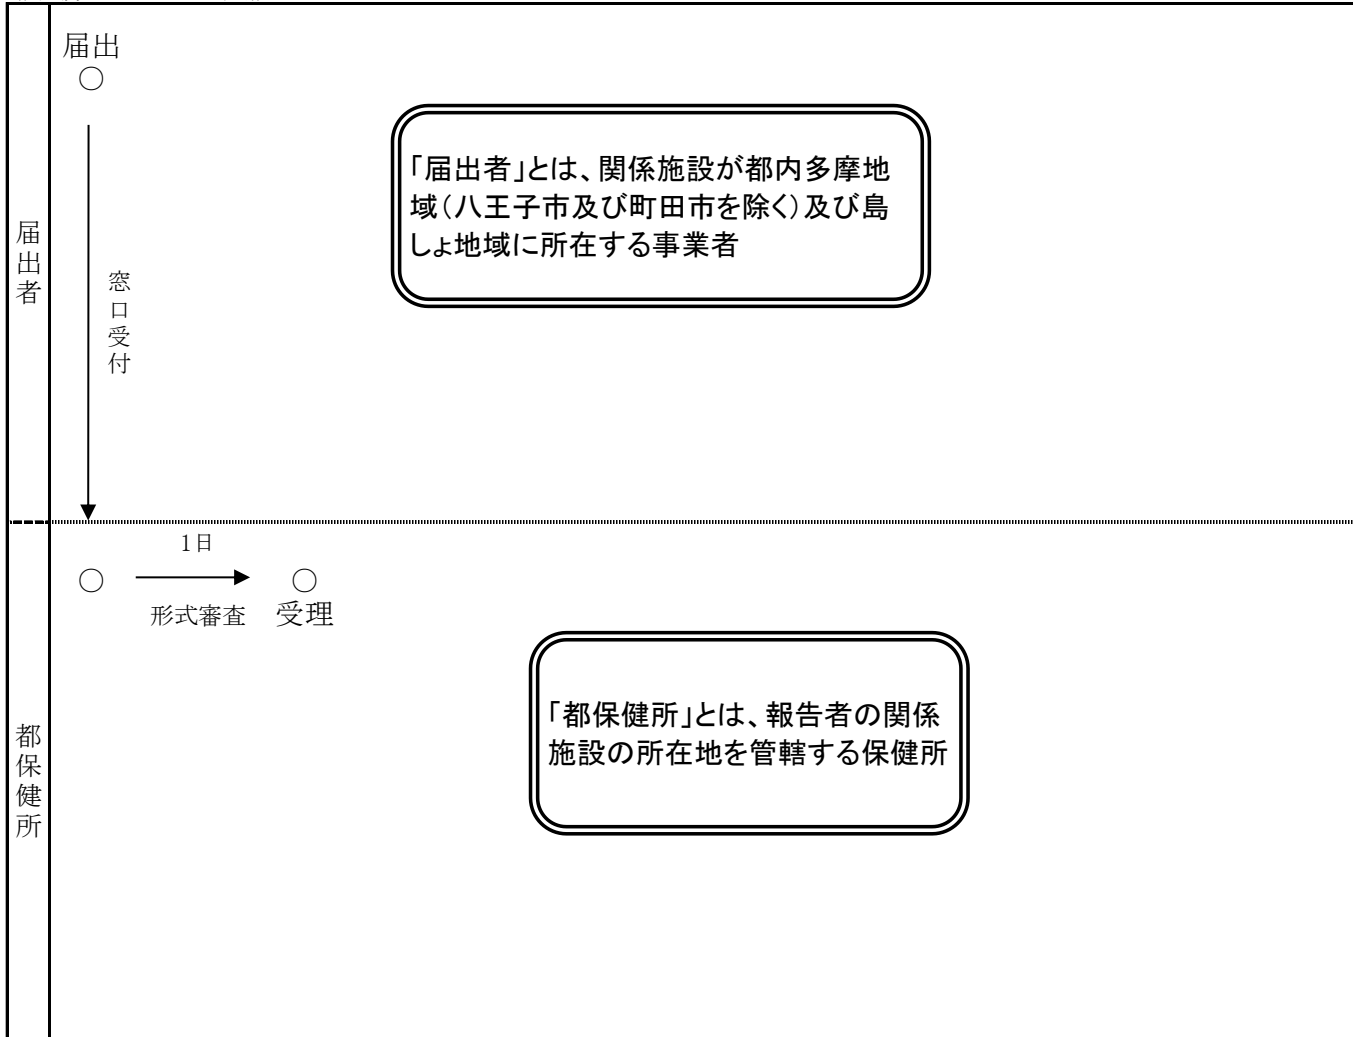 届出
「届出者」とは、関係施設が都内多摩地
域(八王子市及び町田市を除く)及び島
しょ地域に所在する事業者
届出者
窓口受付
1日
形式審査
受理
「都保健所」とは、報告者の関係
施設の所在地を管轄する保健所
都保健所